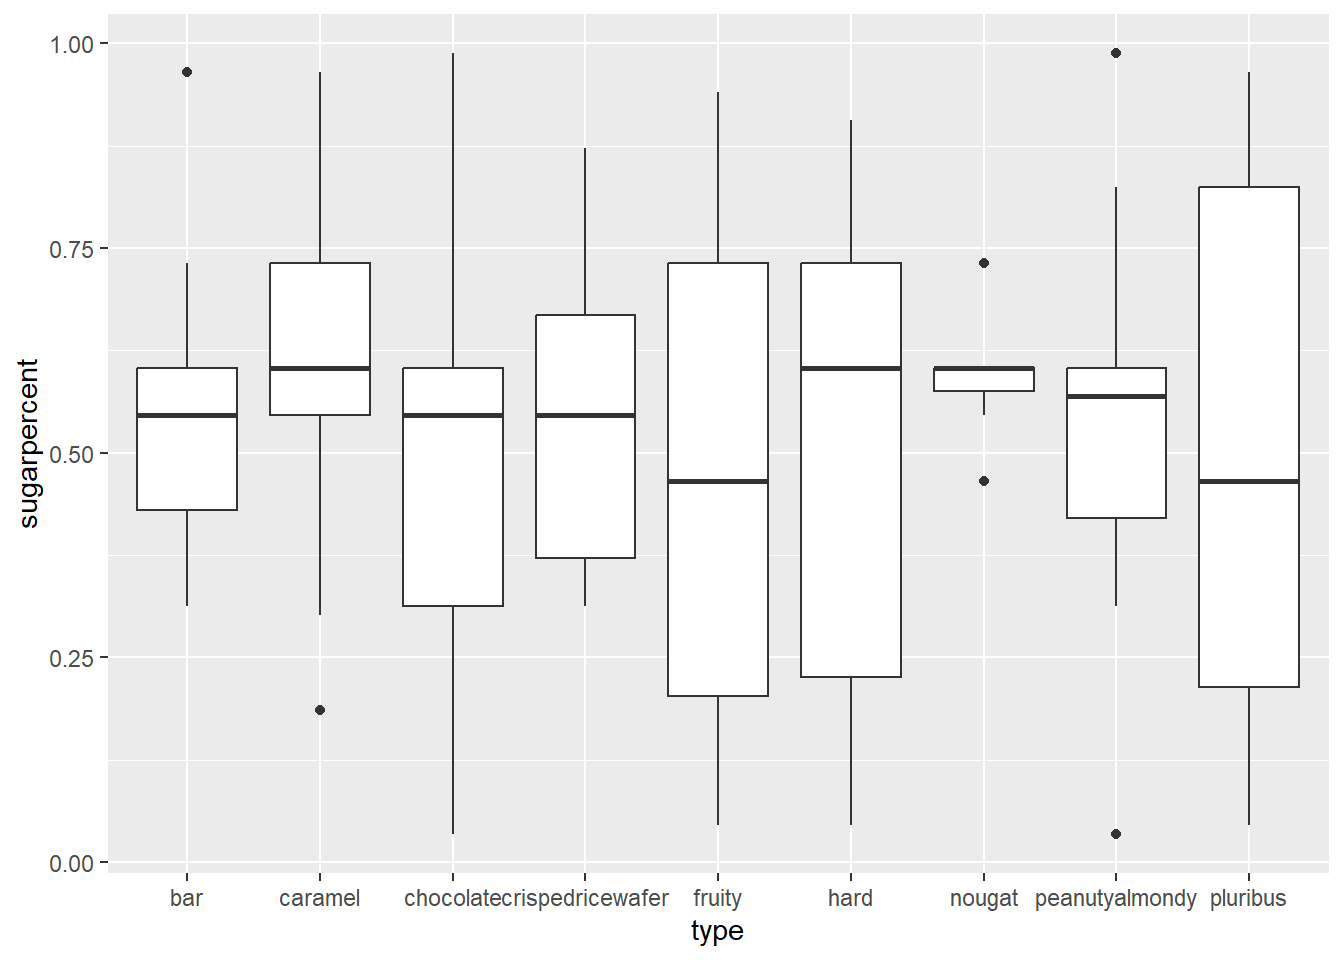 1.00
0.75
0.50
0.25
0.00
sugarpercent
bar caramel chocolatecrispedricewafer fruity hard nougat peanutyalmondy pluribus
type